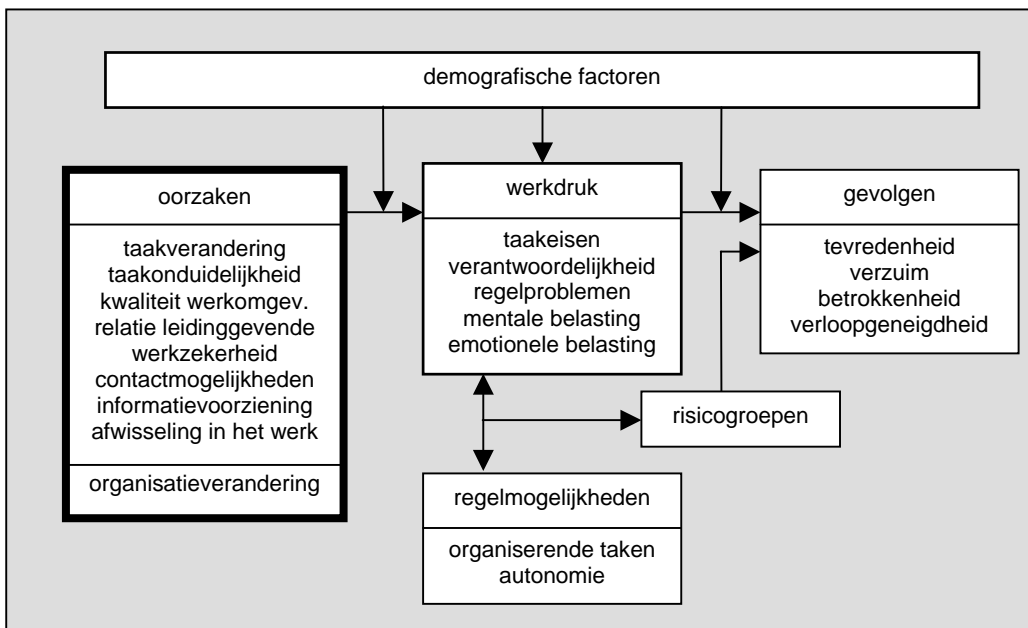 demografische factoren
oorzaken
taakverandering
taakonduidelijkheid
kwaliteit werkomgev.
relatie leidinggevende
werkzekerheid
contactmogelijkheden
informatievoorziening
afwisseling in het werk
organisatieverandering
werkdruk
taakeisen
verantwoordelijkheid
regelproblemen
mentale belasting
emotionele belasting
gevolgen
tevredenheid
verzuim
betrokkenheid
verloopgeneigdheid
risicogroepen
regelmogelijkheden
organiserende taken
autonomie